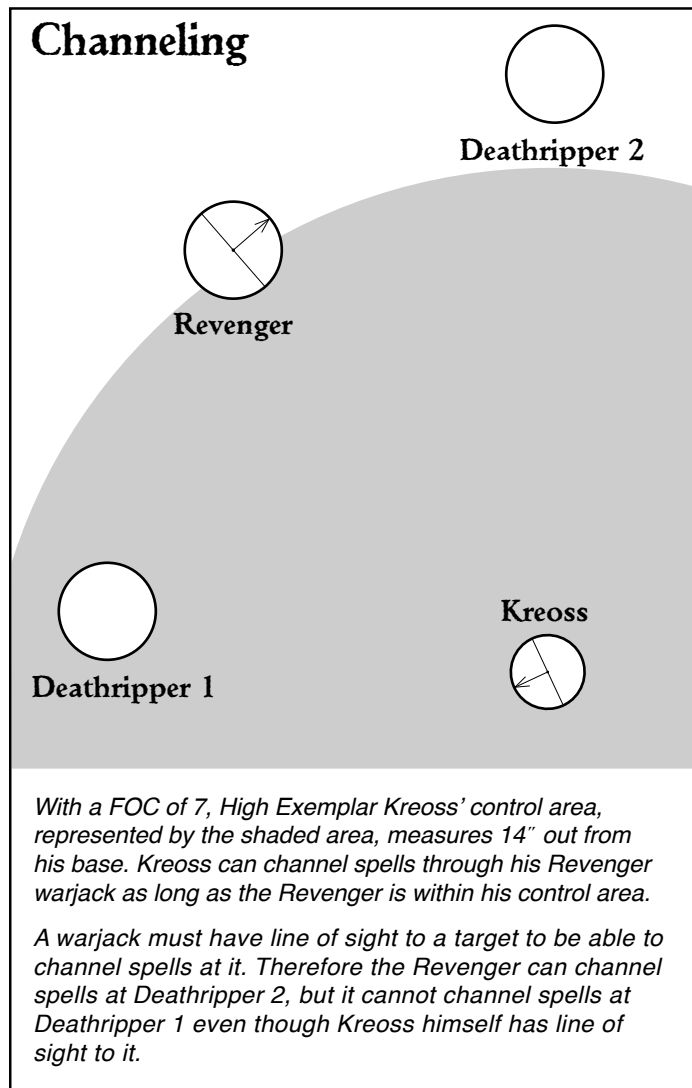 Channeling
Deathripper 2
Revenger
Kreoss
Deathripper 1
With a FOC of 7, High Exemplar Kreoss’ control area,
represented by the shaded area, measures 14″ out from
his base. Kreoss can channel spells through his Revenger
warjack as long as the Revenger is within his control area.
A warjack must have line of sight to a target to be able to
channel spells at it. Therefore the Revenger can channel
spells at Deathripper 2, but it cannot channel spells at
Deathripper 1 even though Kreoss himself has line of
sight to it.